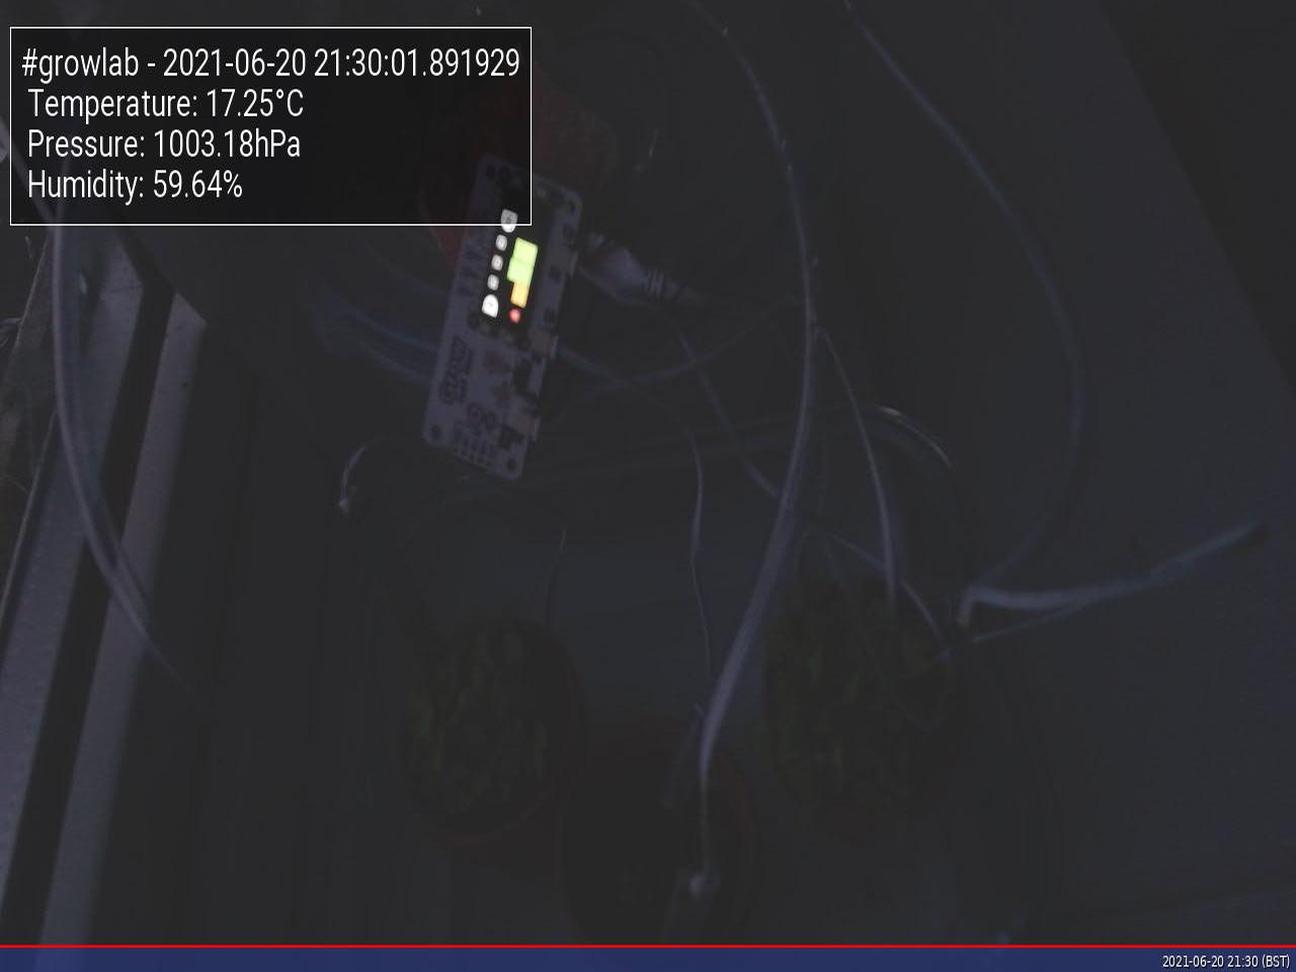 #growlab - 2021-06-20 21:30:01.891929
Temperature: 17.25°C
Pressure: 1003.18hPa
Humidity: 59.64%
2021-06-20 21:30 (BST)